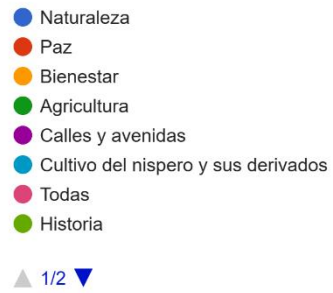 Naturaleza
Paz
Bienestar
Agricultura
Calles y avenidas
Cultivo del nispero y sus derivados
Todas
Historia
1/2